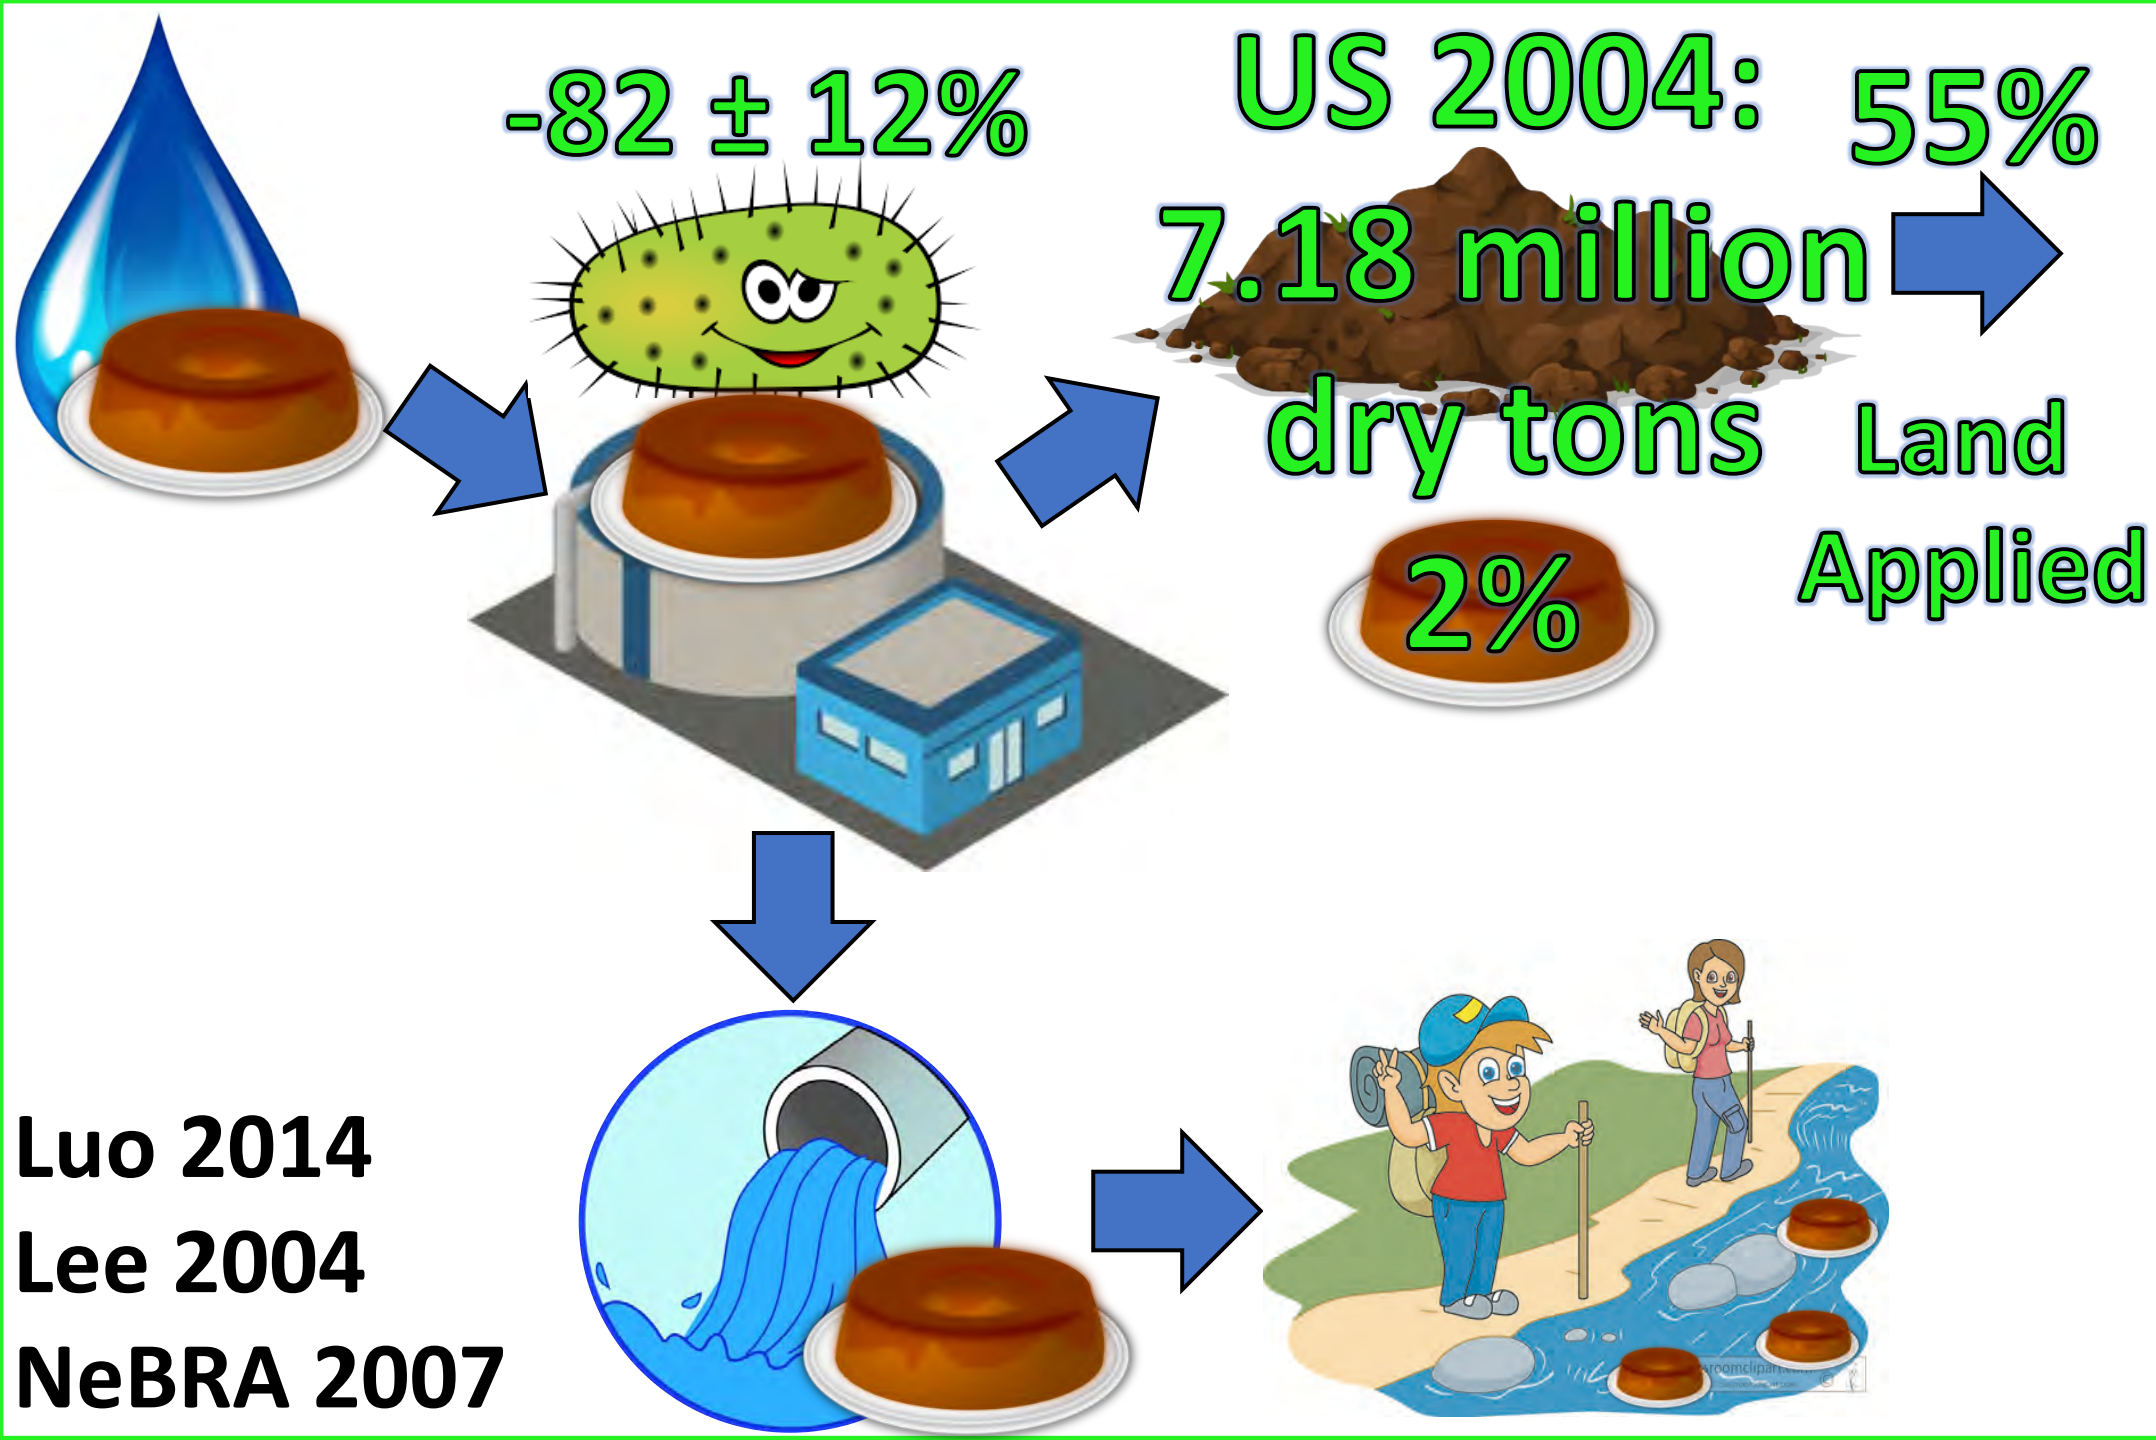 -82 ± 12%
US 2004:
7.18 million
dry tons
2%
55%
Land
Applied
Luo 2014
Lee 2004
NeBRA 2007